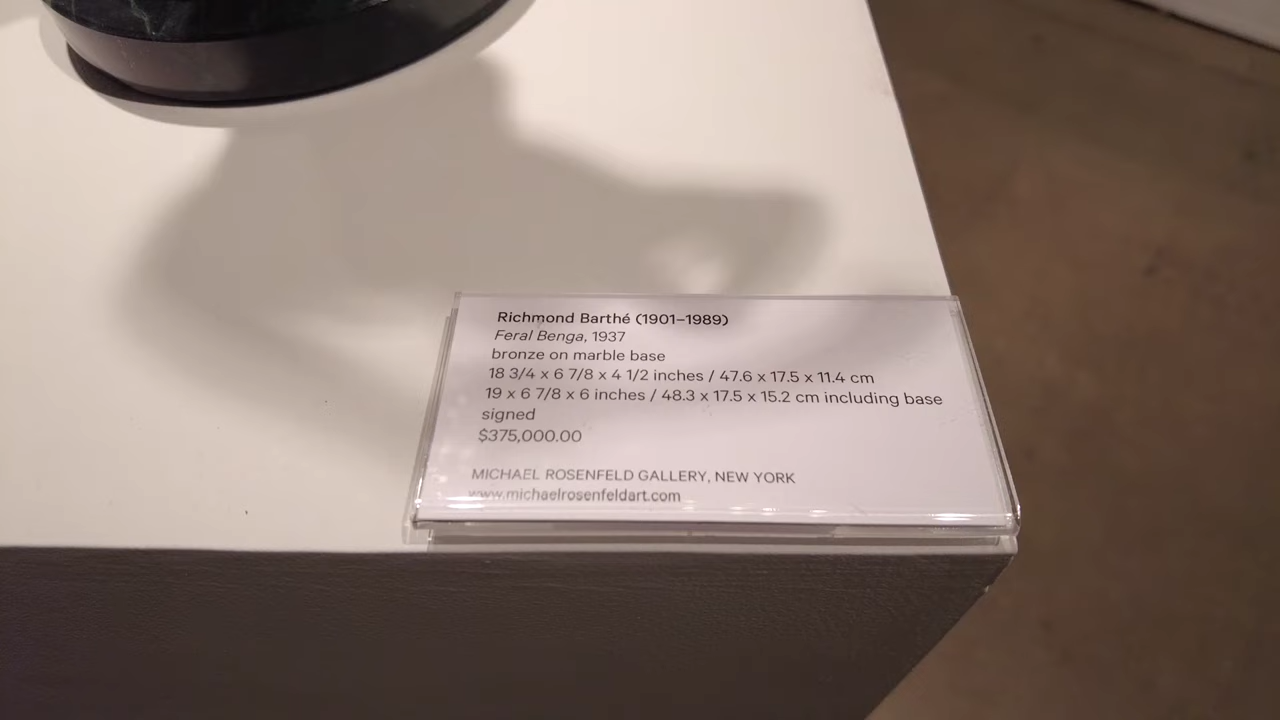 Richmond Barthé (1901–1989)
Feral Benga, 1937
bronze on marble base
18 3/4 x 6 7/8 x 4 1/2 inches / 47.6 x 17.5 x 11.4 cm
19 x 6 7/8 x 6 inches / 48.3 x 17.5 x 15.2 cm including base
signed
$375,000.00
MICHAEL ROSENFELD GALLERY, NEW YORK
www.michaelrosenfeldart.com